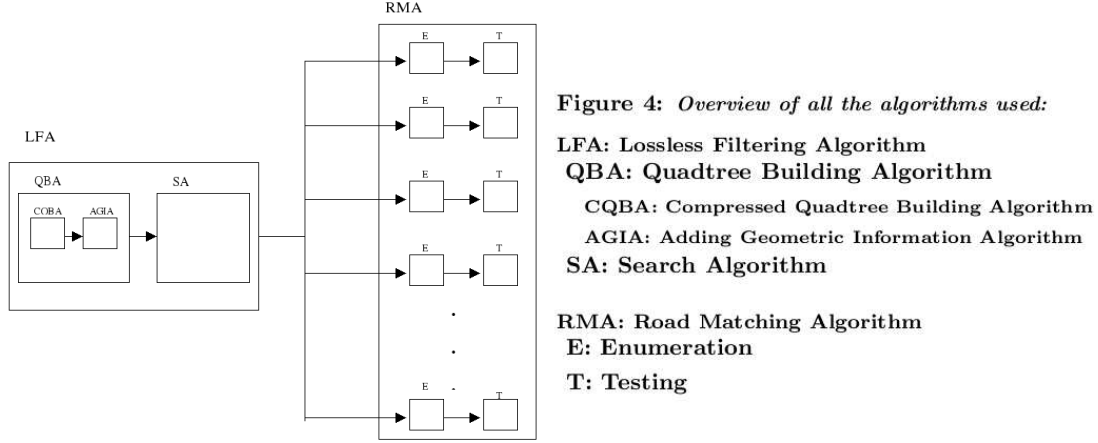 RMA
E T
E T
LFA
E T
QBA SA
COBA AGIA
E T
E T
Figure 4: Overview of all the algorithms used:
LFA: Lossless Filtering Algorithm
QBA: Quadtree Building Algorithm
CQBA: Compressed Quadtree Building Algorithm
AGIA: Adding Geometric Information Algorithm
SA: Search Algorithm
RMA: Road Matching Algorithm
E: Enumeration
T: Testing